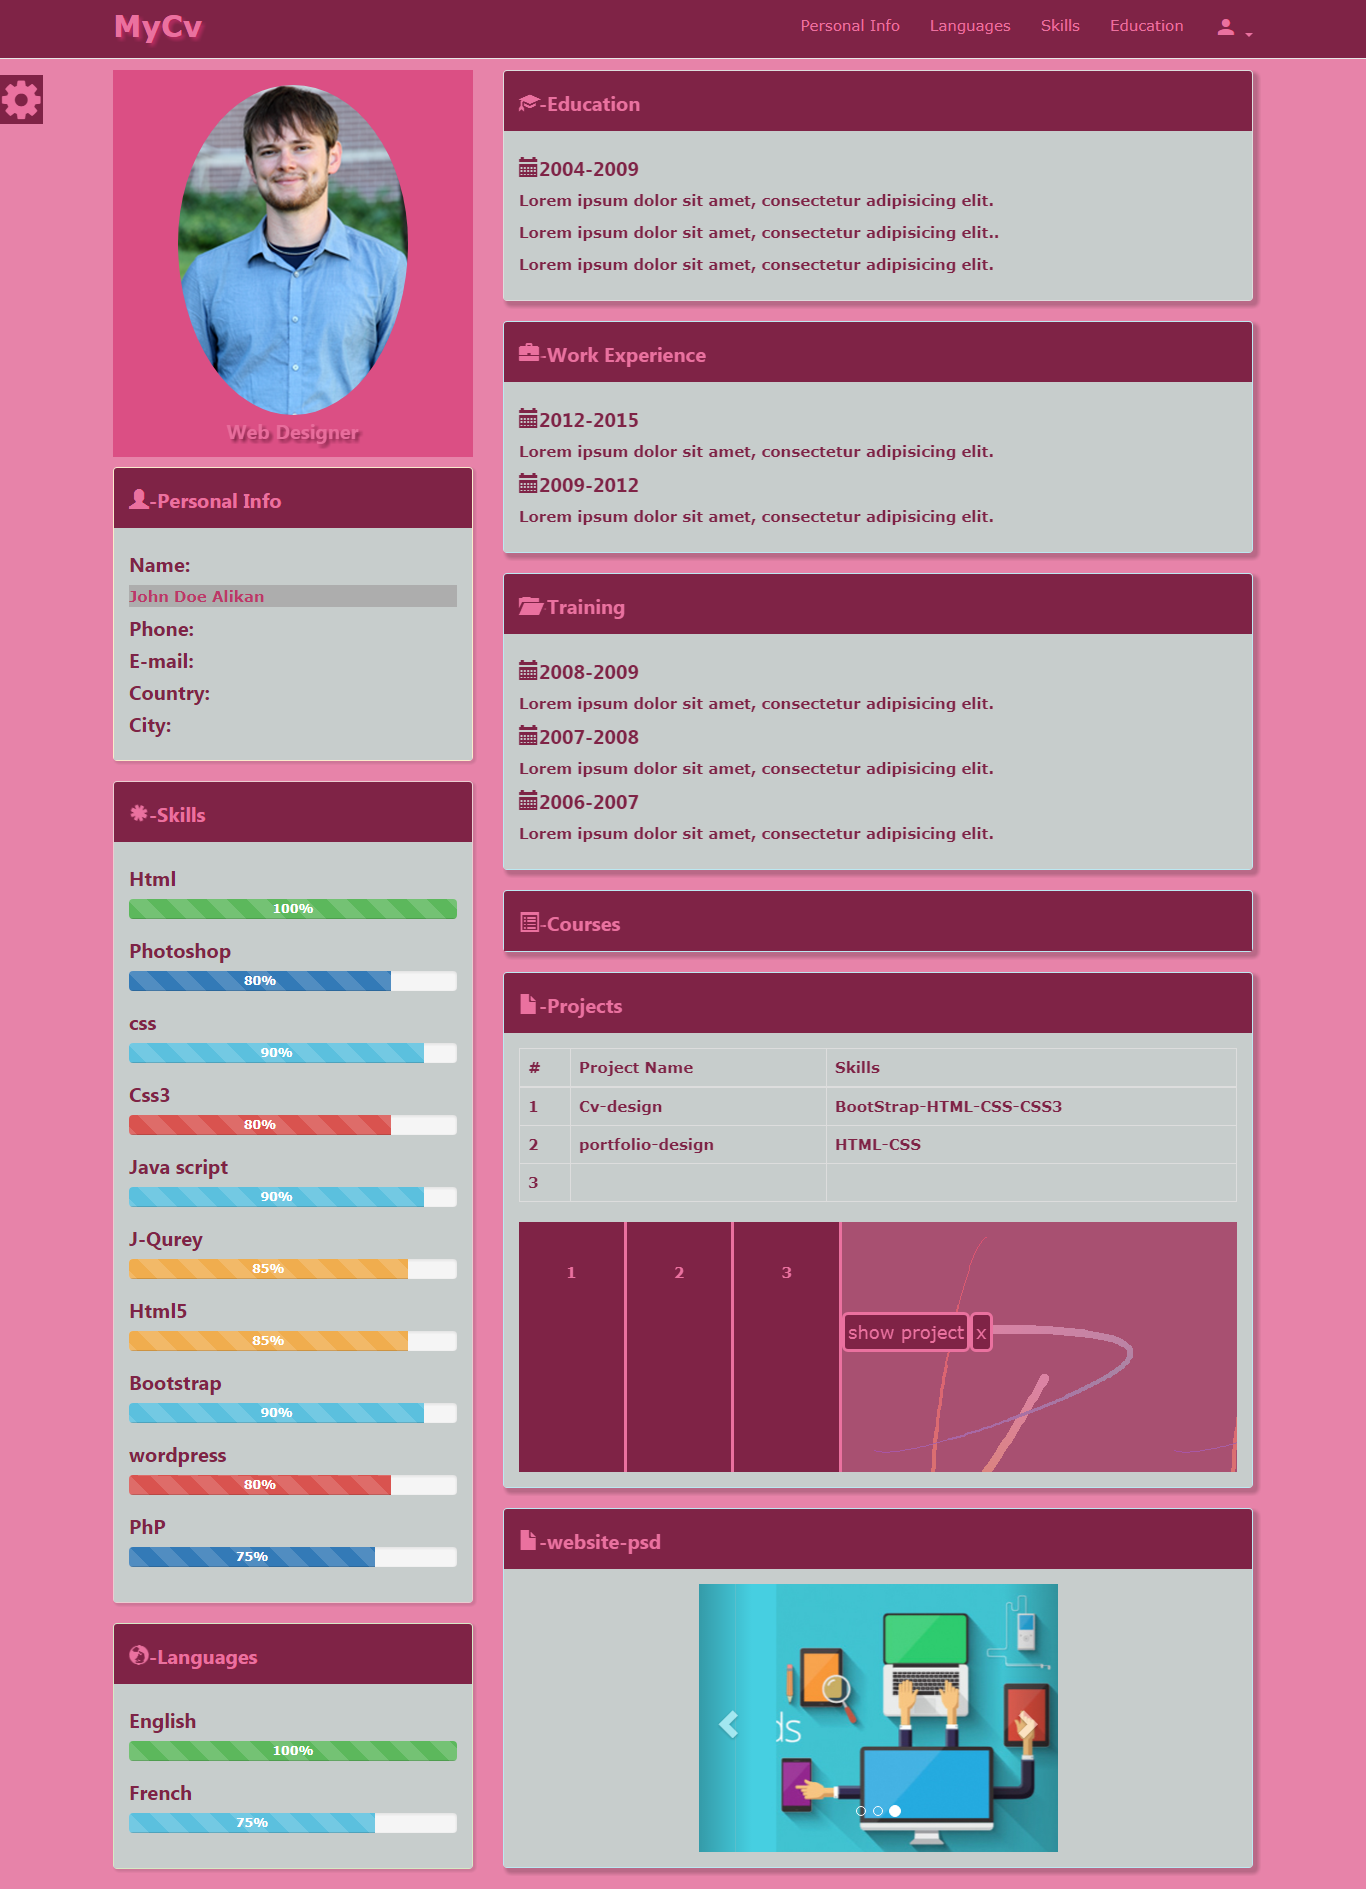 MyCv
Personal Info
Languages
Skills
Education
Web Designer
-Personal Info
Name:
John Doe Alikan
Phone:
E-mail:
Country:
City:
-Skills
Html
100%
Photoshop
80%
css
90%
Css3
80%
Java script
90%
J-Qurey
85%
Html5
85%
Bootstrap
90%
wordpress
80%
PhP
75%
-Languages
English
100%
French
75%
-Education
2004-2009
Lorem ipsum dolor sit amet, consectetur adipisicing elit.
Lorem ipsum dolor sit amet, consectetur adipisicing elit..
Lorem ipsum dolor sit amet, consectetur adipisicing elit.
-Work Experience
2012-2015
Lorem ipsum dolor sit amet, consectetur adipisicing elit.
2009-2012
Lorem ipsum dolor sit amet, consectetur adipisicing elit.
-Training
2008-2009
Lorem ipsum dolor sit amet, consectetur adipisicing elit.
2007-2008
Lorem ipsum dolor sit amet, consectetur adipisicing elit.
2006-2007
Lorem ipsum dolor sit amet, consectetur adipisicing elit.
-Courses
-Projects
# Project Name Skills
1 Cv-design BootStrap-HTML-CSS-CSS3
2 portfolio-design HTML-CSS
3
1 2 3
show project x
-website-psd
ds